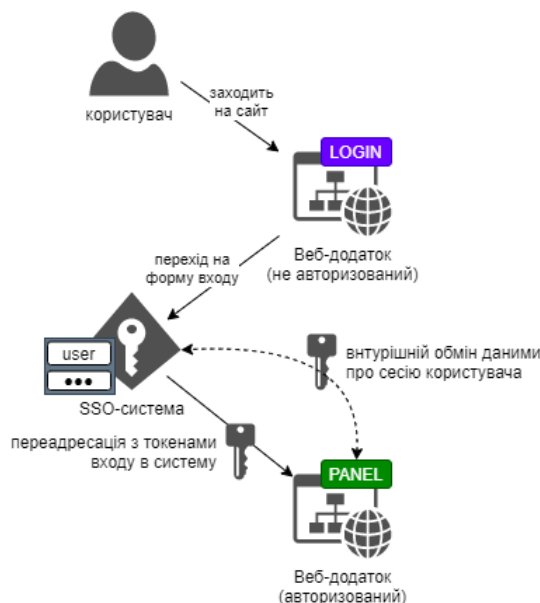 користувач
заходить
на сайт
LOGIN
Веб-додаток
(не авторизований)
перехід на
форму входу
user
SSO-система
внтурішній обмін даними
про сесію користувача
переадресація з токенами
входу в систему
PANEL
Веб-додаток
(авторизований)